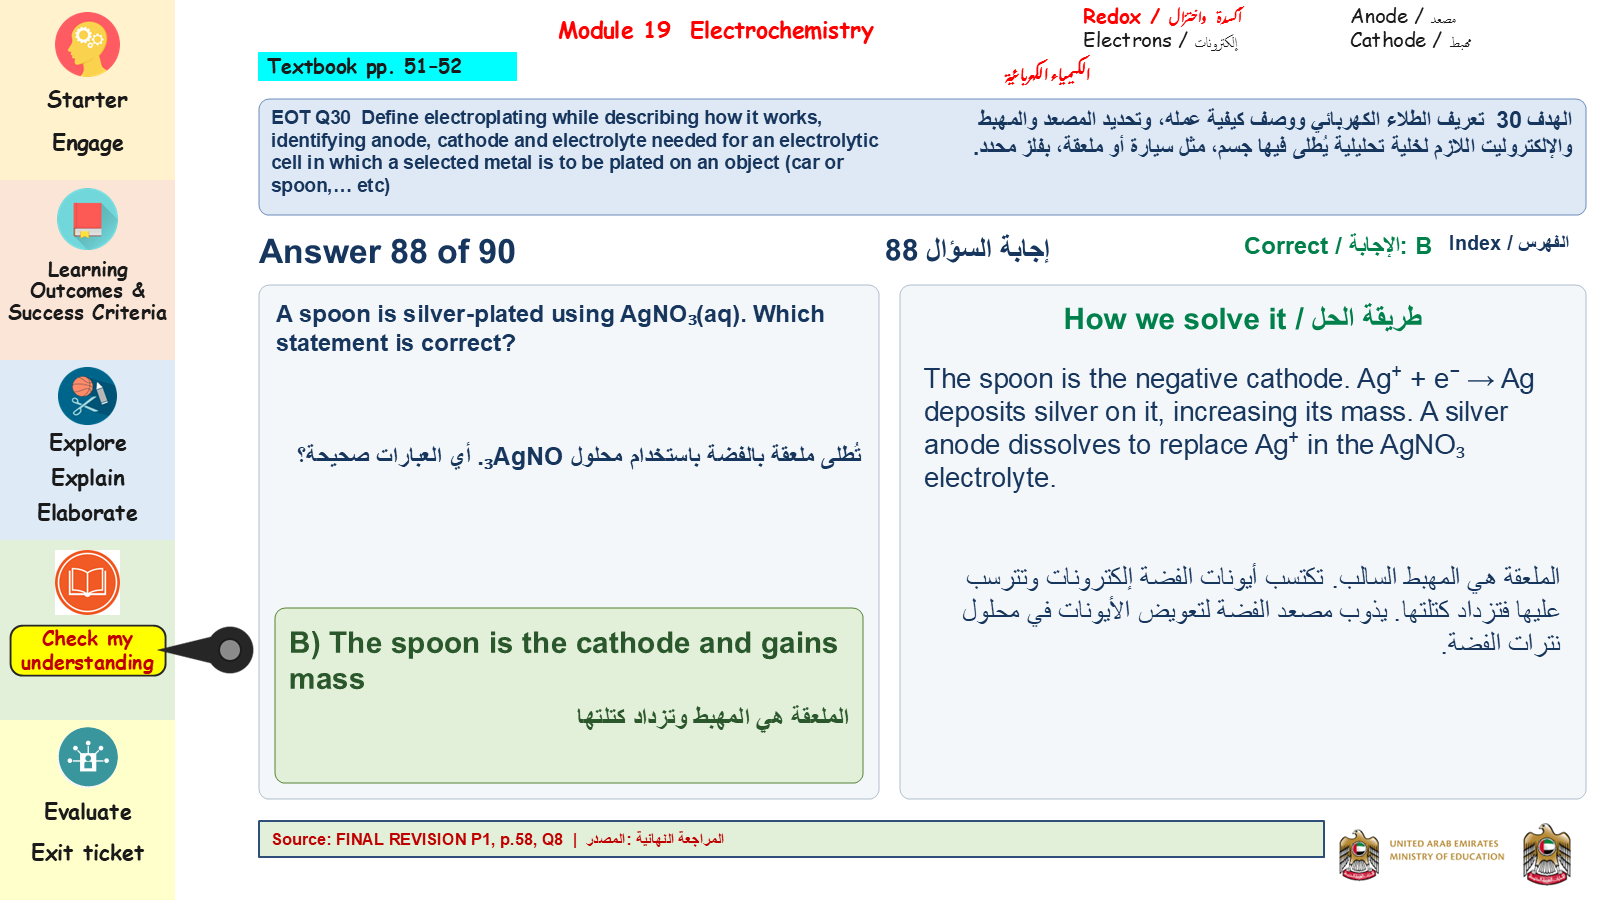 Starter
Engage
Learning
Outcomes &
Success Criteria
Explore
Explain
Elaborate
Check my
understanding
Evaluate
Exit ticket
Module 19 Electrochemistry
Redox / أكسدة واختزال
Electrons / إلكترونات
Anode / مصعد
Cathode / مهبط
الكيمياء الكهربائية
Textbook pp. 51-52
EOT Q30 Define electroplating while describing how it works,
identifying anode, cathode and electrolyte needed for an electrolytic
cell in which a selected metal is to be plated on an object (car or
spoon,... etc)
الهدف 30 تعريف الطلاء الكهربائي ووصف كيفية عمله، وتحديد المصعد والمهبط
والإلكتروليت اللازم لخلية تحليلية يُطلى فيها جسم، مثل سيارة أو ملعقة، بفلز محدد.
Answer 88 of 90
إجابة السؤال 88
Correct / الإجابة: B
Index / الفهرس
A spoon is silver-plated using AgNO₃(aq). Which
statement is correct?
تُطلى ملعقة بالفضة باستخدام محلول AgNO₃. أي العبارات صحيحة؟
B) The spoon is the cathode and gains
mass
الملعقة هي المهبط وتزداد كتلتها
How we solve it / طريقة الحل
The spoon is the negative cathode. Ag⁺ + e⁻ → Ag
deposits silver on it, increasing its mass. A silver
anode dissolves to replace Ag⁺ in the AgNO₃
electrolyte.
الملعقة هي المهبط السالب. تكتسب أيونات الفضة إلكترونات وتترسب
عليها فتزداد كتلتها. يذوب مصعد الفضة لتعويض الأيونات في محلول
نترات الفضة.
Source: FINAL REVISION P1, p.58, Q8 | المصدر: المراجعة النهائية
UNITED ARAB EMIRATES
MINISTRY OF EDUCATION